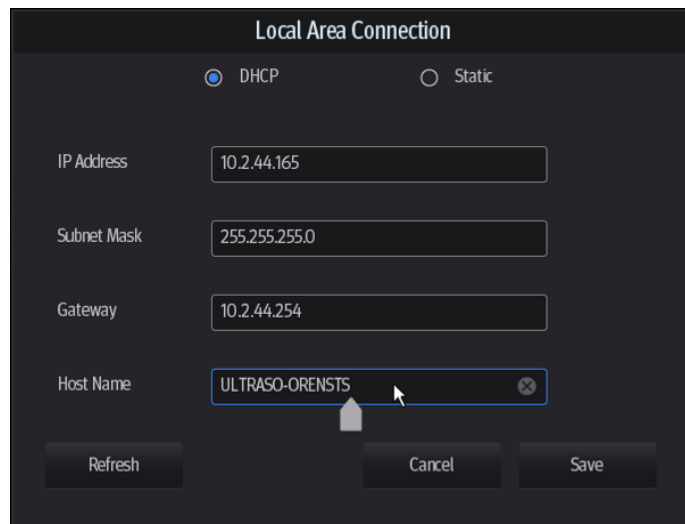 Local Area Connection
DHCP Static
IP Address 10.2.44.165
Subnet Mask 255.255.255.0
Gateway 10.2.44.254
Host Name ULTRASO-ORENSTS
Refresh Cancel Save